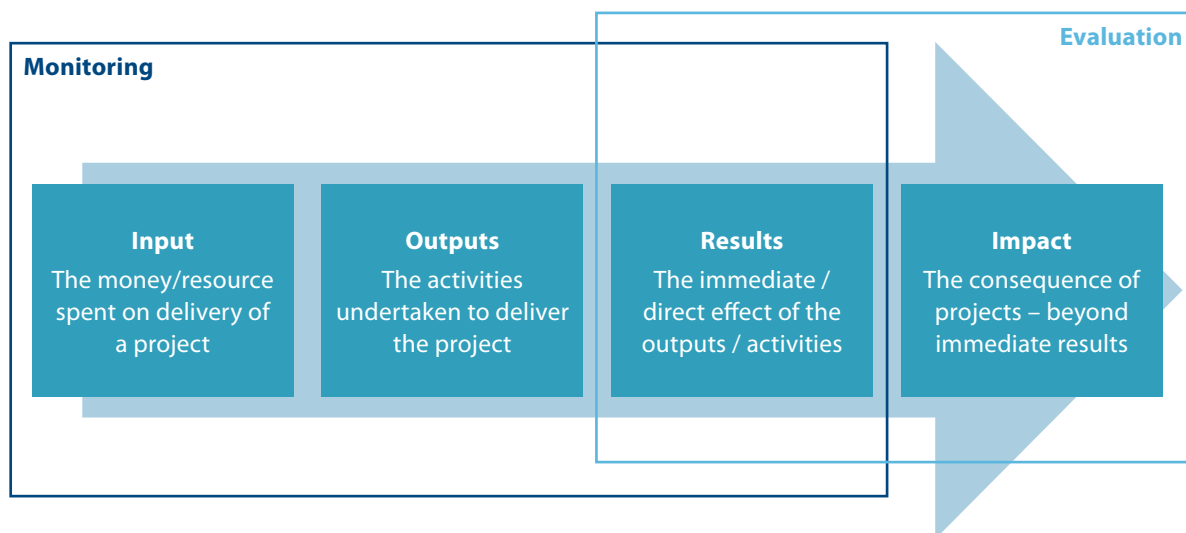 Evaluation
Monitoring
Input
The money/resource
spent on delivery of
a project
Outputs
The activities
undertaken to deliver
the project
Results
The immediate /
direct effect of the
outputs / activities
Impact
The consequence of
projects – beyond
immediate results